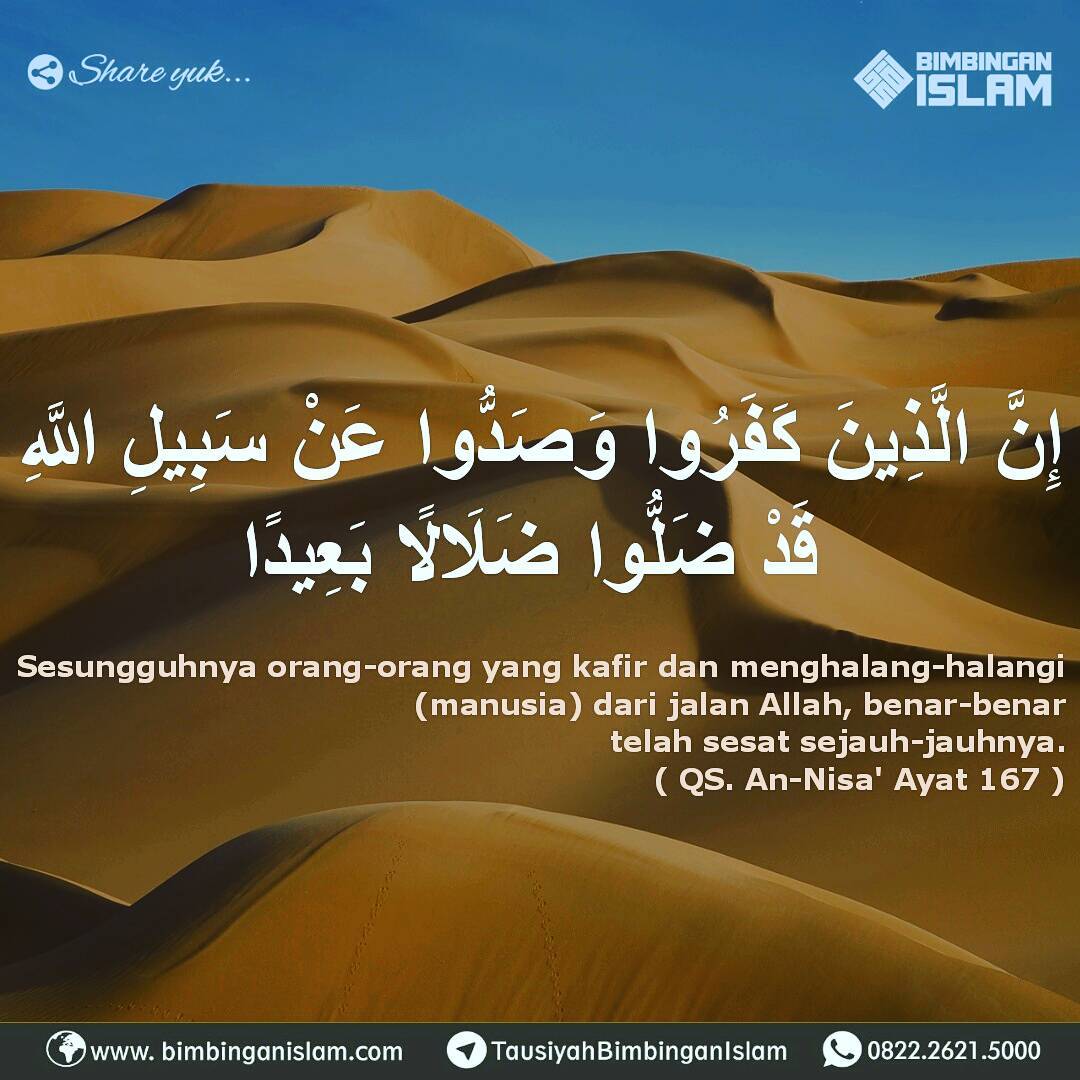 Share yuk...
BIMBINGAN
ISLAM
إِنَّ الَّذِينَ كَفَرُوا وَصَدُّوا عَنْ سَبِيلِ اللَّهِ
قَدْ ضَلُّوا ضَلَالًا بَعِيدًا
Sesungguhnya orang-orang yang kafir dan menghalang-halangi
(manusia) dari jalan Allah, benar-benar
telah sesat sejauh-jauhnya.
( QS. An-Nisa' Ayat 167 )
www. bimbinganislam.com TausiyahBimbinganIslam 0822.2621.5000